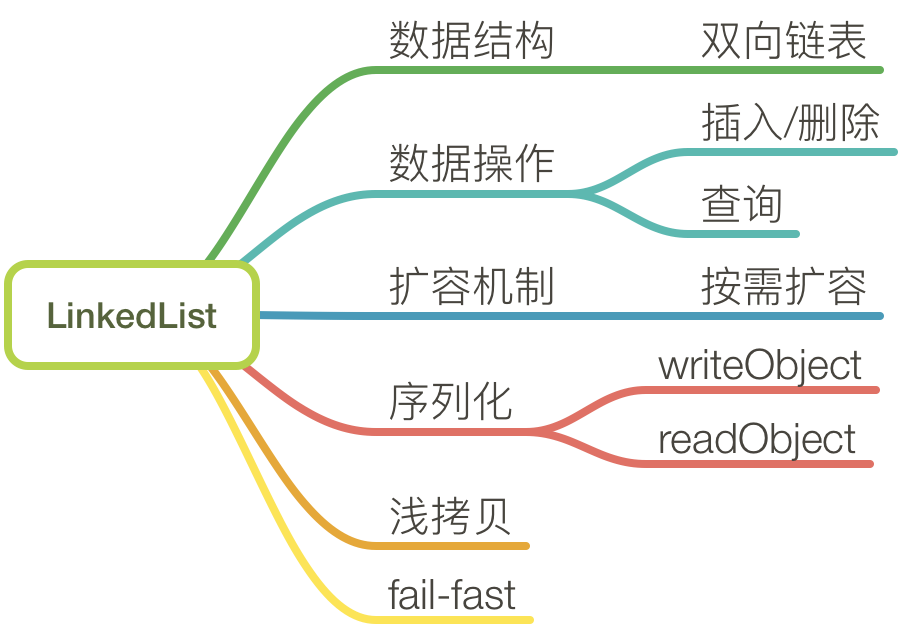 LinkedList
数据结构
双向链表
数据操作
插入/删除
查询
扩容机制
按需扩容
序列化
writeObject
readObject
浅拷贝
fail-fast